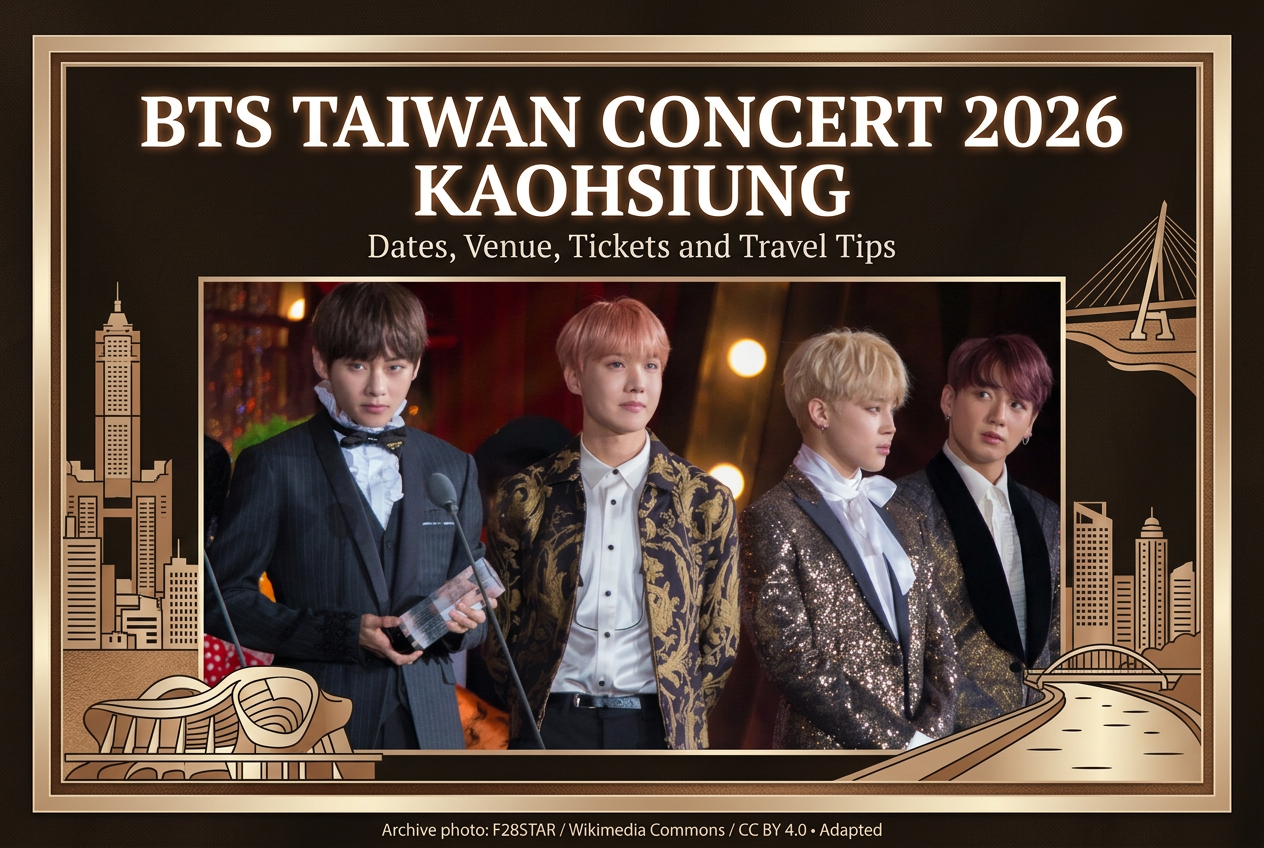 BTS TAIWAN CONCERT 2026
KAOHSIUNG
Dates, Venue, Tickets and Travel Tips
Archive photo: F28STAR / Wikimedia Commons / CC BY 4.0 • Adapted